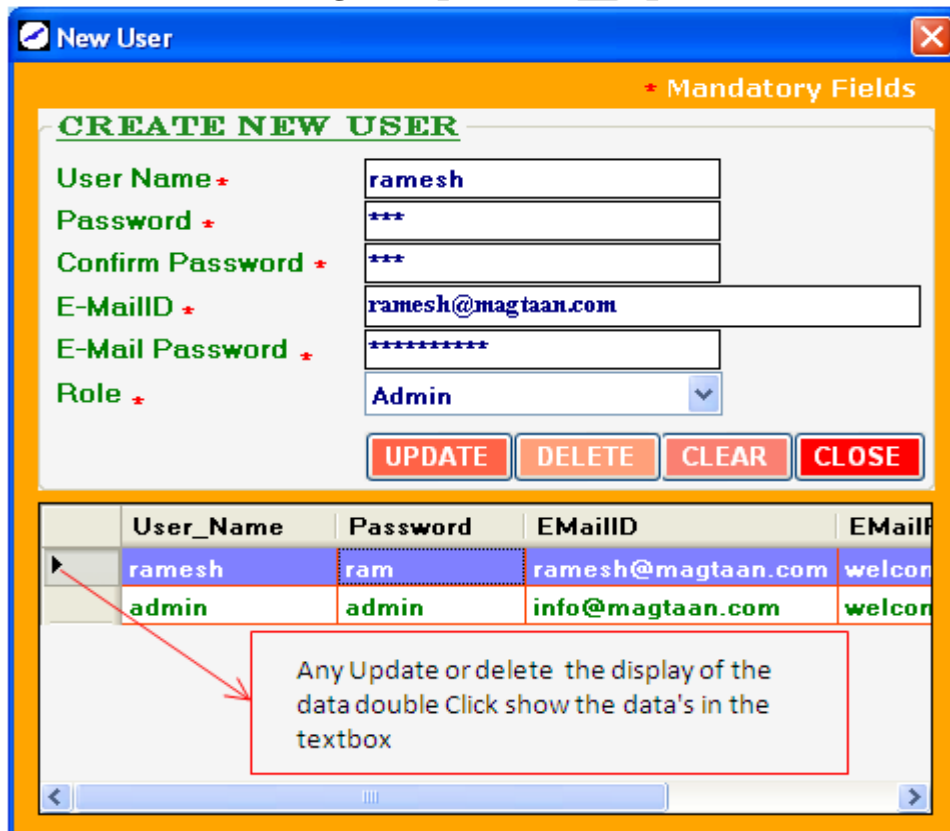 New User
* Mandatory Fields
CREATE NEW USER
User Name * ramesh
Password * ***
Confirm Password * ***
E-MailID * ramesh@magtaan.com
E-Mail Password * **********
Role * Admin
UPDATE DELETE CLEAR CLOSE
User_Name Password EMailID
ramesh ram ramesh@magtaan.com
admin admin info@magtaan.com
Any Update or delete the display of the
data double Click show the data's in the
textbox